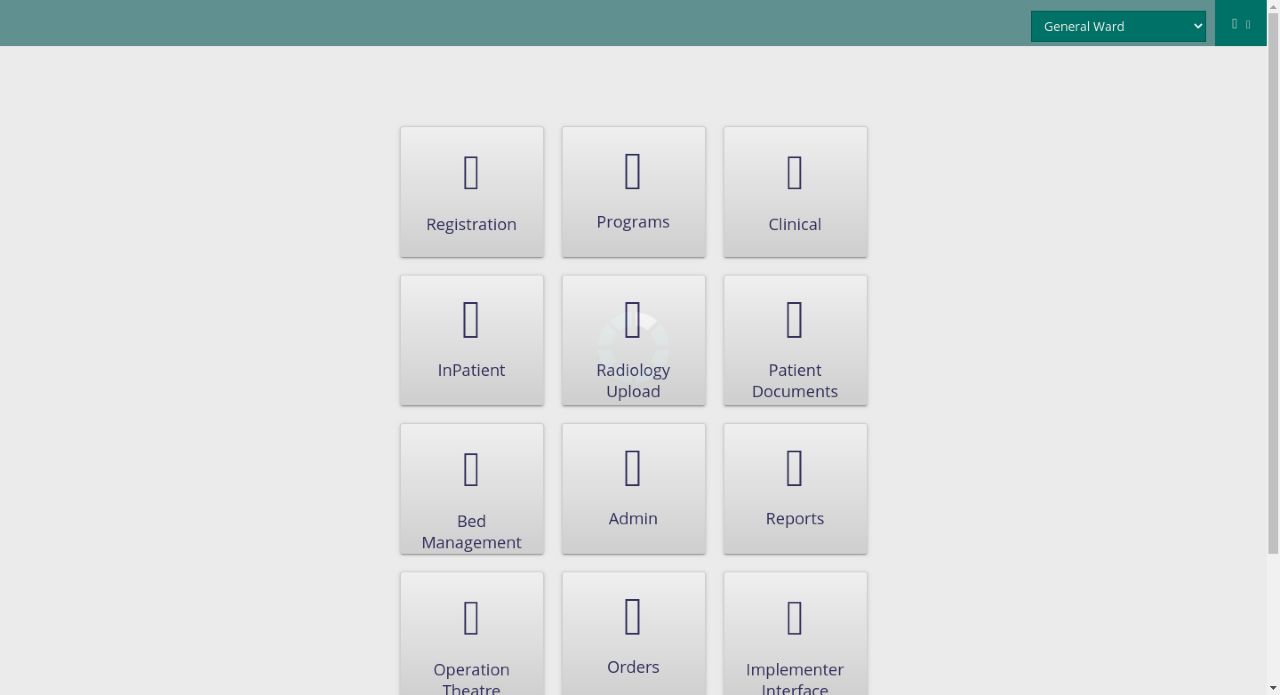 General Ward
Registration
Programs
Clinical
InPatient
Radiology
Upload
Patient
Documents
Bed
Management
Admin
Reports
Operation
Theatre
Orders
Implementer
Interface